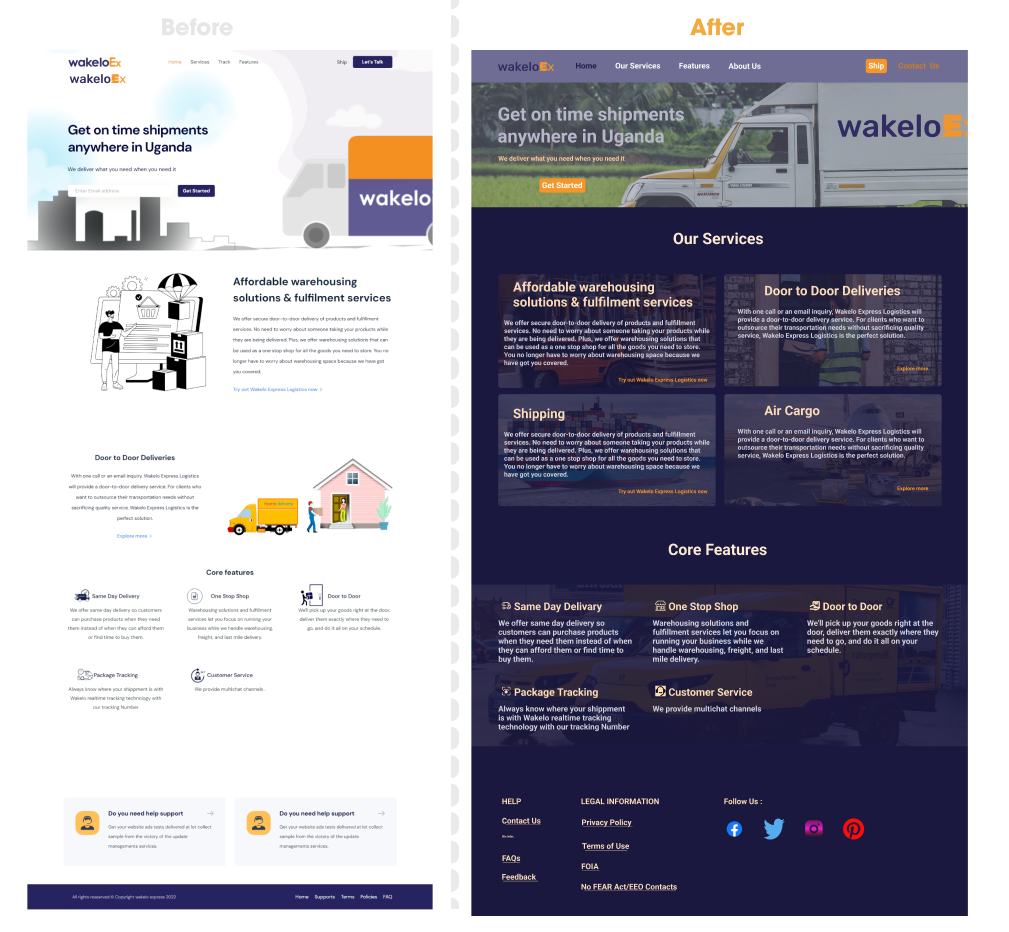 Before
wakeloEx
wakeloEx
Home Services Track Features Ship Let's Talk
Get on time shipments
anywhere in Uganda
We deliver what you need when you need it
Enter Email address Get Started
wakelo
Affordable warehousing
solutions & fulfilment services
We offer secure door-to-door delivery of products and fulfillment
services. No need to worry about someone taking your products while
they are being delivered. Plus, we offer warehousing solutions that can
be used as a one stop shop for all the goods you need to store. You no
longer have to worry about warehousing space because we have got
you covered.
Try out Wakelo Express Logistics now >
Door to Door Deliveries
With one call or an email inquiry. Wakelo Express Logistics
will provide a door-to-door delivery service. For clients who
want to outsource their transportation needs without
sacrificing quality service, Wakelo Express Logistics is the
perfect solution.
Explore more >
Core features
Same Day Delivery
We offer same day delivery so customers
can purchase products when they need
them instead of when they can afford them
or find time to buy them.
One Stop Shop
Warehousing solutions and fulfillment
services let you focus on running your
business while we handle warehousing,
freight, and last mile delivery.
Door to Door
We'll pick up your goods right at the door,
deliver them exactly where they need to
go, and do it all on your schedule.
Package Tracking
Always know where your shippment is with
Wakelo realtime tracking technology with
our tracking Number
Customer Service
We provide multichat channels .
Do you need help support
Get your website ads tests delivered at lot collect
sample from the victory of the update
managements services.
Do you need help support
Get your website ads tests delivered at lot collect
sample from the victory of the update
managements services.
All rights reaserved © Copyright wakelo express 2022
Home Supports Terms Policies FAQ
After
wakeloEx Home Our Services Features About Us Ship Contact Us
Get on time shipments
anywhere in Uganda
We deliver what you need when you need it
Get Started
wakeloEx
Our Services
Affordable warehousing
solutions & fulfilment services
We offer secure door-to-door delivery of products and fulfillment
services. No need to worry about someone taking your products while
they are being delivered. Plus, we offer warehousing solutions that
can be used as a one stop shop for all the goods you need to store.
You no longer have to worry about warehousing space because we
have got you covered.
Try out Wakelo Express Logistics now
Door to Door Deliveries
With one call or an email inquiry, Wakelo Express Logistics will
provide a door-to-door delivery service. For clients who want to
outsource their transportation needs without sacrificing quality
service, Wakelo Express Logistics is the perfect solution.
Explore more
Shipping
We offer secure door-to-door delivery of products and fulfillment
services. No need to worry about someone taking your products while
they are being delivered. Plus, we offer warehousing solutions that
can be used as a one stop shop for all the goods you need to store.
You no longer have to worry about warehousing space because we
have got you covered.
Try out Wakelo Express Logistics now
Air Cargo
With one call or an email inquiry, Wakelo Express Logistics will
provide a door-to-door delivery service. For clients who want to
outsource their transportation needs without sacrificing quality
service, Wakelo Express Logistics is the perfect solution.
Explore more
Core Features
Same Day Delivary
We offer same day delivery so
customers can purchase products
when they need them instead of when
they can afford them or find time to
buy them.
One Stop Shop
Warehousing solutions and
fulfillment services let you focus on
running your business while we
handle warehousing, freight, and last
mile delivery.
Door to Door
We'll pick up your goods right at the
door, deliver them exactly where they
need to go, and do it all on your
schedule.
Package Tracking
Always know where your shippment
is with Wakelo realtime tracking
technology with our tracking Number
Customer Service
We provide multichat channels
HELP
Contact Us
FAQs
Feedback
LEGAL INFORMATION
Privacy Policy
Terms of Use
FOIA
No FEAR Act/EEO Contacts
Follow Us :